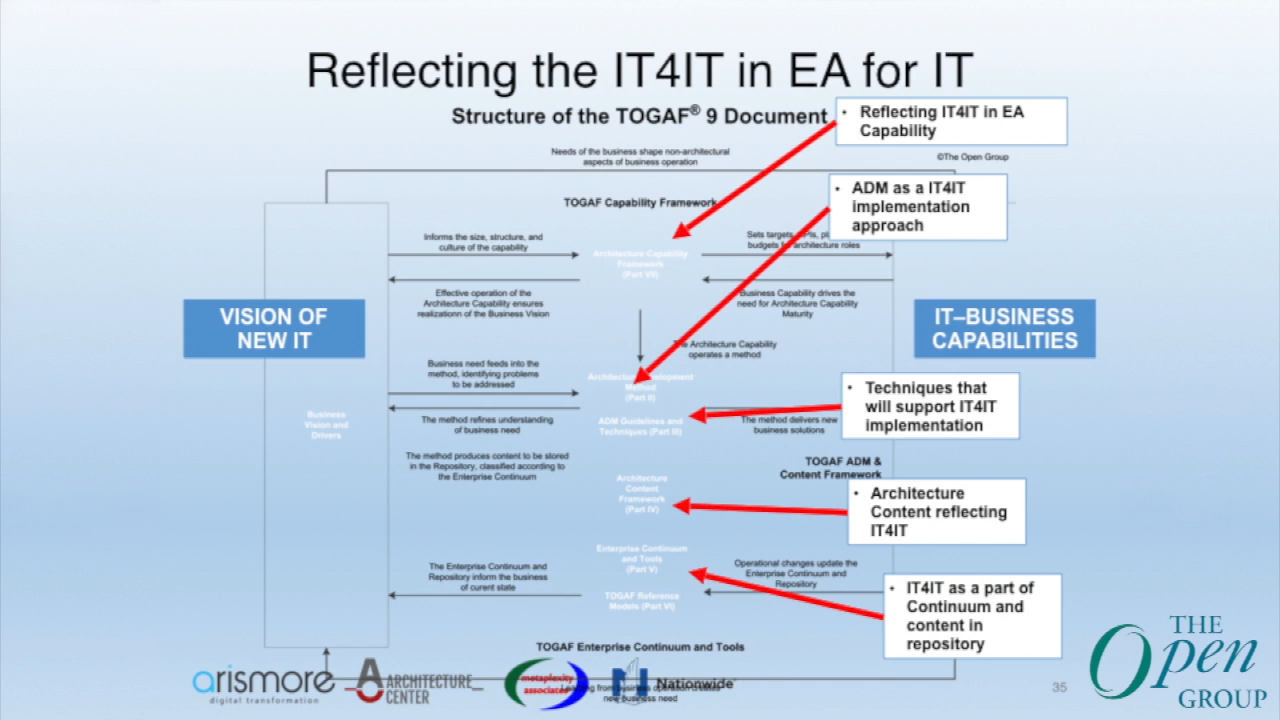 Reflecting the IT4IT in EA for IT
Structure of the TOGAF® 9 Document
• Reflecting IT4IT in EA
Capability
Needs of the business shape non-architectural
aspects of business operation
©The Open Group
• ADM as a IT4IT
implementation
approach
TOGAF Capability Framework
Informs the size, structure, and
culture of the capability
Sets targets,
budgets for architecture roles
Architecture Capability
Framework
(Part VII)
Effective operation of the
Architecture Capability ensures
realizationn of the Business Vision
Business Capability drives the
need for Architecture Capability
Maturity
VISION OF
NEW IT
IT–BUSINESS
CAPABILITIES
The Architecture Capability
operates a method
Business need feeds into the
method, identifying problems
to be addressed
Architecture Development
Method
(Part II)
• Techniques that
will support IT4IT
implementation
Business
Vision and
Drivers
The method refines understanding
of business need
ADM Guidelines and
Techniques (Part III)
The method delivers new
business solutions
The method produces content to be stored
in the Repository, classified according to
the Enterprise Continuum
TOGAF ADM &
Content Framework
Architecture
Content
Framework
(Part IV)
• Architecture
Content reflecting
IT4IT
Enterprise Continuum
and Tools
(Part V)
The Enterprise Continuum and
Repository inform the business
of curent state
Operational changes update the
Enterprise Continuum and
Repository
TOGAF Reference
Models (Part VI)
• IT4IT as a part of
Continuum and
content in
repository
TOGAF Enterprise Continuum and Tools
arismore
digital transformation
ARCHITECTURE
CENTER
metaplexity
associates
Nationwide
from business operation creates
new business need
35
THE
Open
GROUP